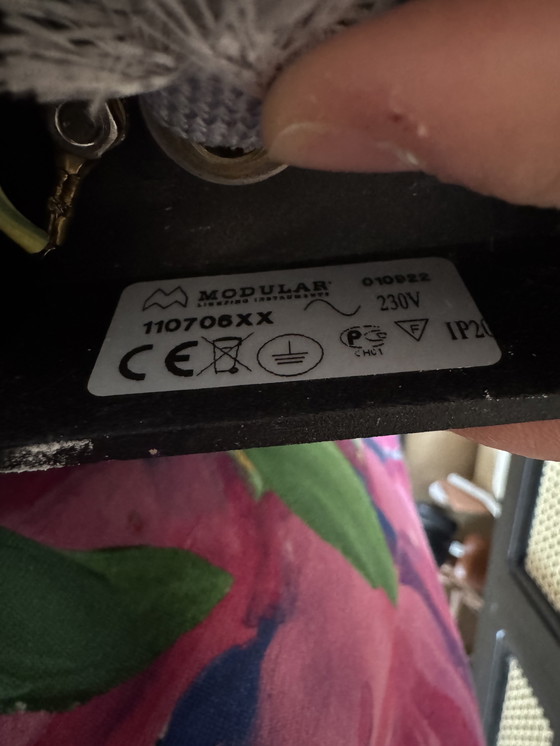 MODULAR
LIGHTING INSTRUMENTS
010922
110706XX
230V
CE
F
IP20